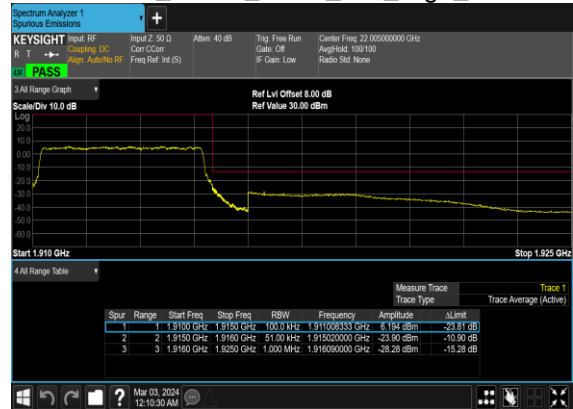 Spectrum Analyzer 1
Spurious Emissions
+
KEYSIGHT Input: RF Input Z: 50 Ω Atten: 40 dB Trig: Free Run Center Freq: 22.005000000 GHz
R T Coupling: DC Corr CCorr Gate: Off Avg|Hold: 100/100
Align: Auto/No RF Freq Ref: Int (S) IF Gain: Low Radio Std: None
LW PASS
3 All Range Graph
Ref Lvl Offset 8.00 dB
Scale/Div 10.0 dB Ref Value 30.00 dBm
Log
20.0
10.0
0.00
-10.0
-20.0
-30.0
-40.0
-50.0
-60.0
Start 1.910 GHz Stop 1.925 GHz
4 All Range Table
Measure Trace Trace 1
Trace Type Trace Average (Active)
Spur Range Start Freq Stop Freq RBW Frequency Amplitude ΔLimit
1 1 1.9100 GHz 1.9150 GHz 100.0 kHz 1.911008333 GHz 6.194 dBm -23.81 dB
2 2 1.9150 GHz 1.9160 GHz 51.00 kHz 1.915020000 GHz -23.90 dBm -10.90 dB
3 3 1.9160 GHz 1.9250 GHz 1.000 MHz 1.916090000 GHz -28.28 dBm -15.28 dB
? Mar 03, 2024
12:10:30 AM